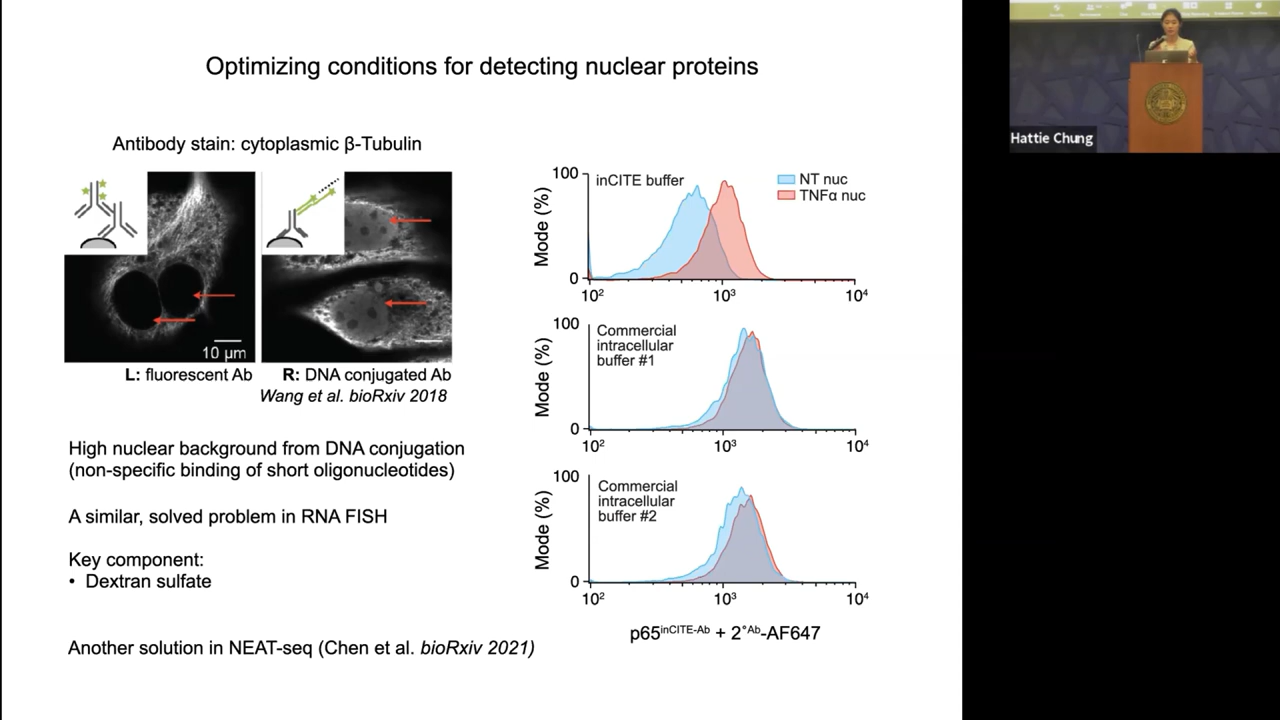 Optimizing conditions for detecting nuclear proteins
Antibody stain: cytoplasmic β-Tubulin
10 μm
L: fluorescent Ab
R: DNA conjugated Ab
Wang et al. bioRxiv 2018
High nuclear background from DNA conjugation
(non-specific binding of short oligonucleotides)
A similar, solved problem in RNA FISH
Key component:
• Dextran sulfate
Another solution in NEAT-seq (Chen et al. bioRxiv 2021)
inCITE buffer
NT nuc
TNFα nuc
Mode (%)
100
0
10²
10³
10⁴
Commercial
intracellular
buffer #1
Mode (%)
100
0
10²
10³
10⁴
Commercial
intracellular
buffer #2
Mode (%)
100
0
10²
10³
10⁴
p65ⁱⁿCITE-Ab + 2°Ab-AF647
Hattie Chung